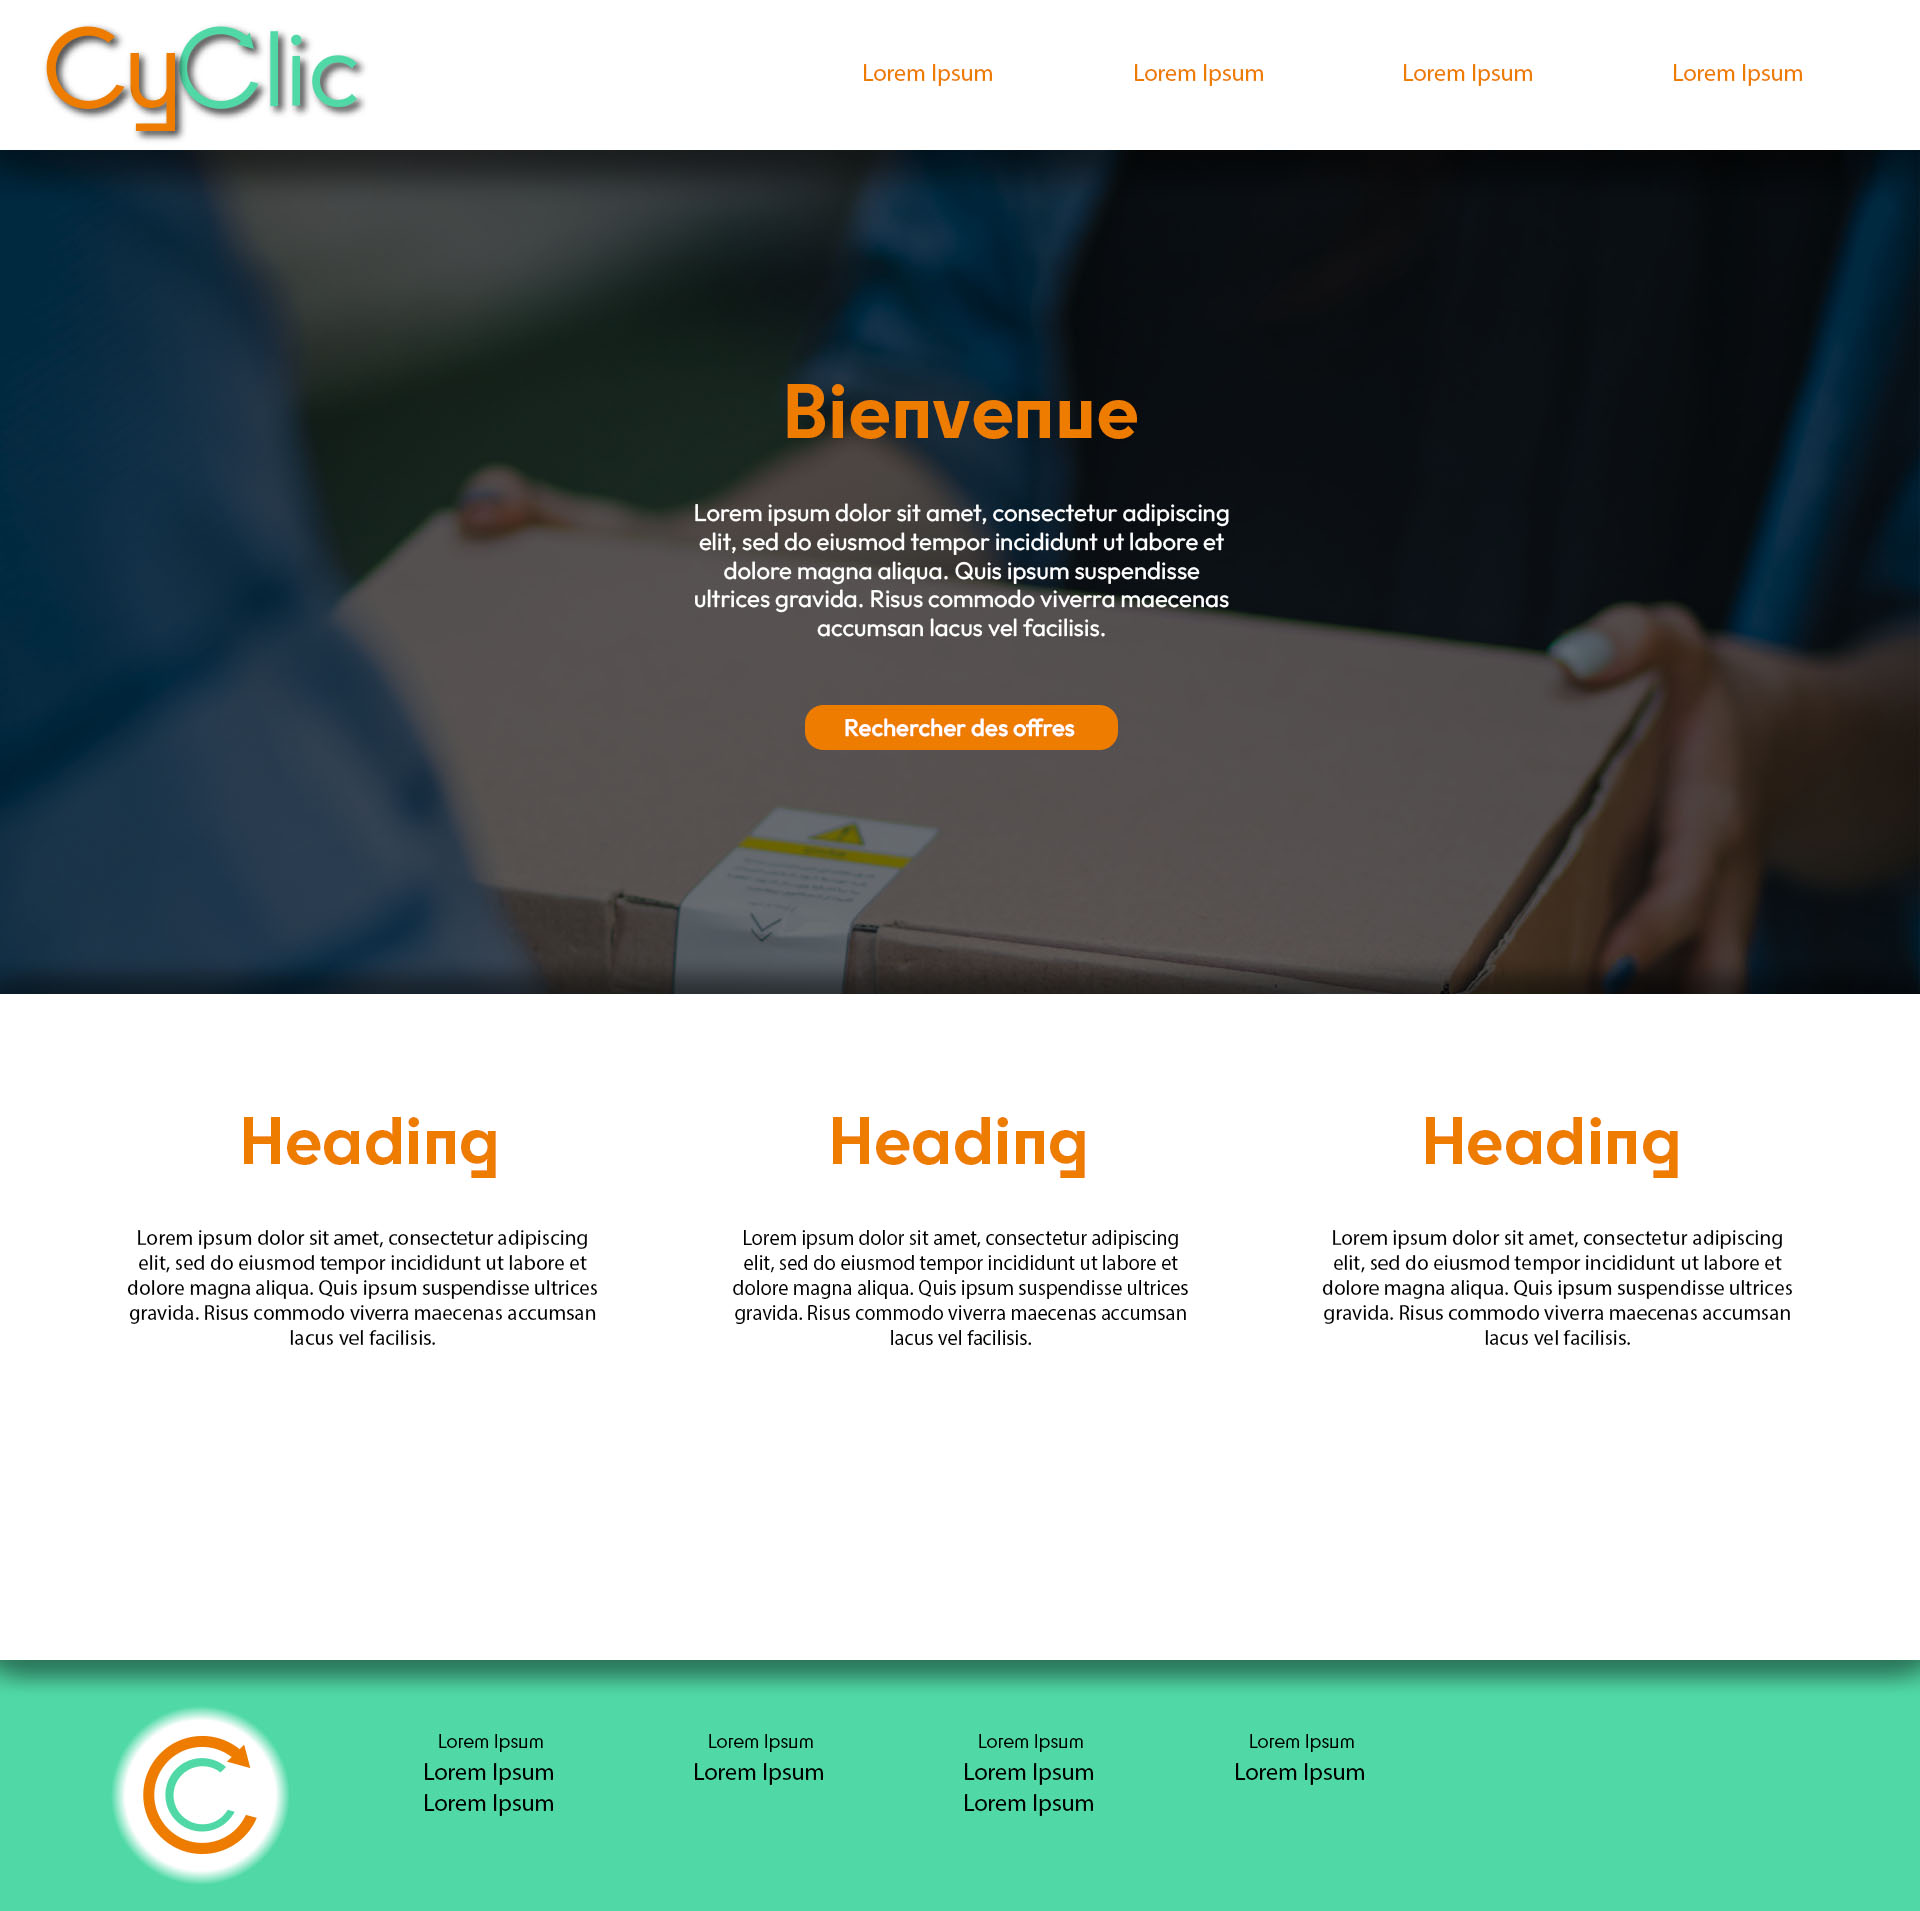 CyClic
Lorem Ipsum
Lorem Ipsum
Lorem Ipsum
Lorem Ipsum
Bienvenue
Lorem ipsum dolor sit amet, consectetur adipiscing
elit, sed do eiusmod tempor incididunt ut labore et
dolore magna aliqua. Quis ipsum suspendisse
ultrices gravida. Risus commodo viverra maecenas
accumsan lacus vel facilisis.
Rechercher des offres
Heading
Lorem ipsum dolor sit amet, consectetur adipiscing
elit, sed do eiusmod tempor incididunt ut labore et
dolore magna aliqua. Quis ipsum suspendisse ultrices
gravida. Risus commodo viverra maecenas accumsan
lacus vel facilisis.
Heading
Lorem ipsum dolor sit amet, consectetur adipiscing
elit, sed do eiusmod tempor incididunt ut labore et
dolore magna aliqua. Quis ipsum suspendisse ultrices
gravida. Risus commodo viverra maecenas accumsan
lacus vel facilisis.
Heading
Lorem ipsum dolor sit amet, consectetur adipiscing
elit, sed do eiusmod tempor incididunt ut labore et
dolore magna aliqua. Quis ipsum suspendisse ultrices
gravida. Risus commodo viverra maecenas accumsan
lacus vel facilisis.
Lorem Ipsum
Lorem Ipsum
Lorem Ipsum
Lorem Ipsum
Lorem Ipsum
Lorem Ipsum
Lorem Ipsum
Lorem Ipsum
Lorem Ipsum
Lorem Ipsum